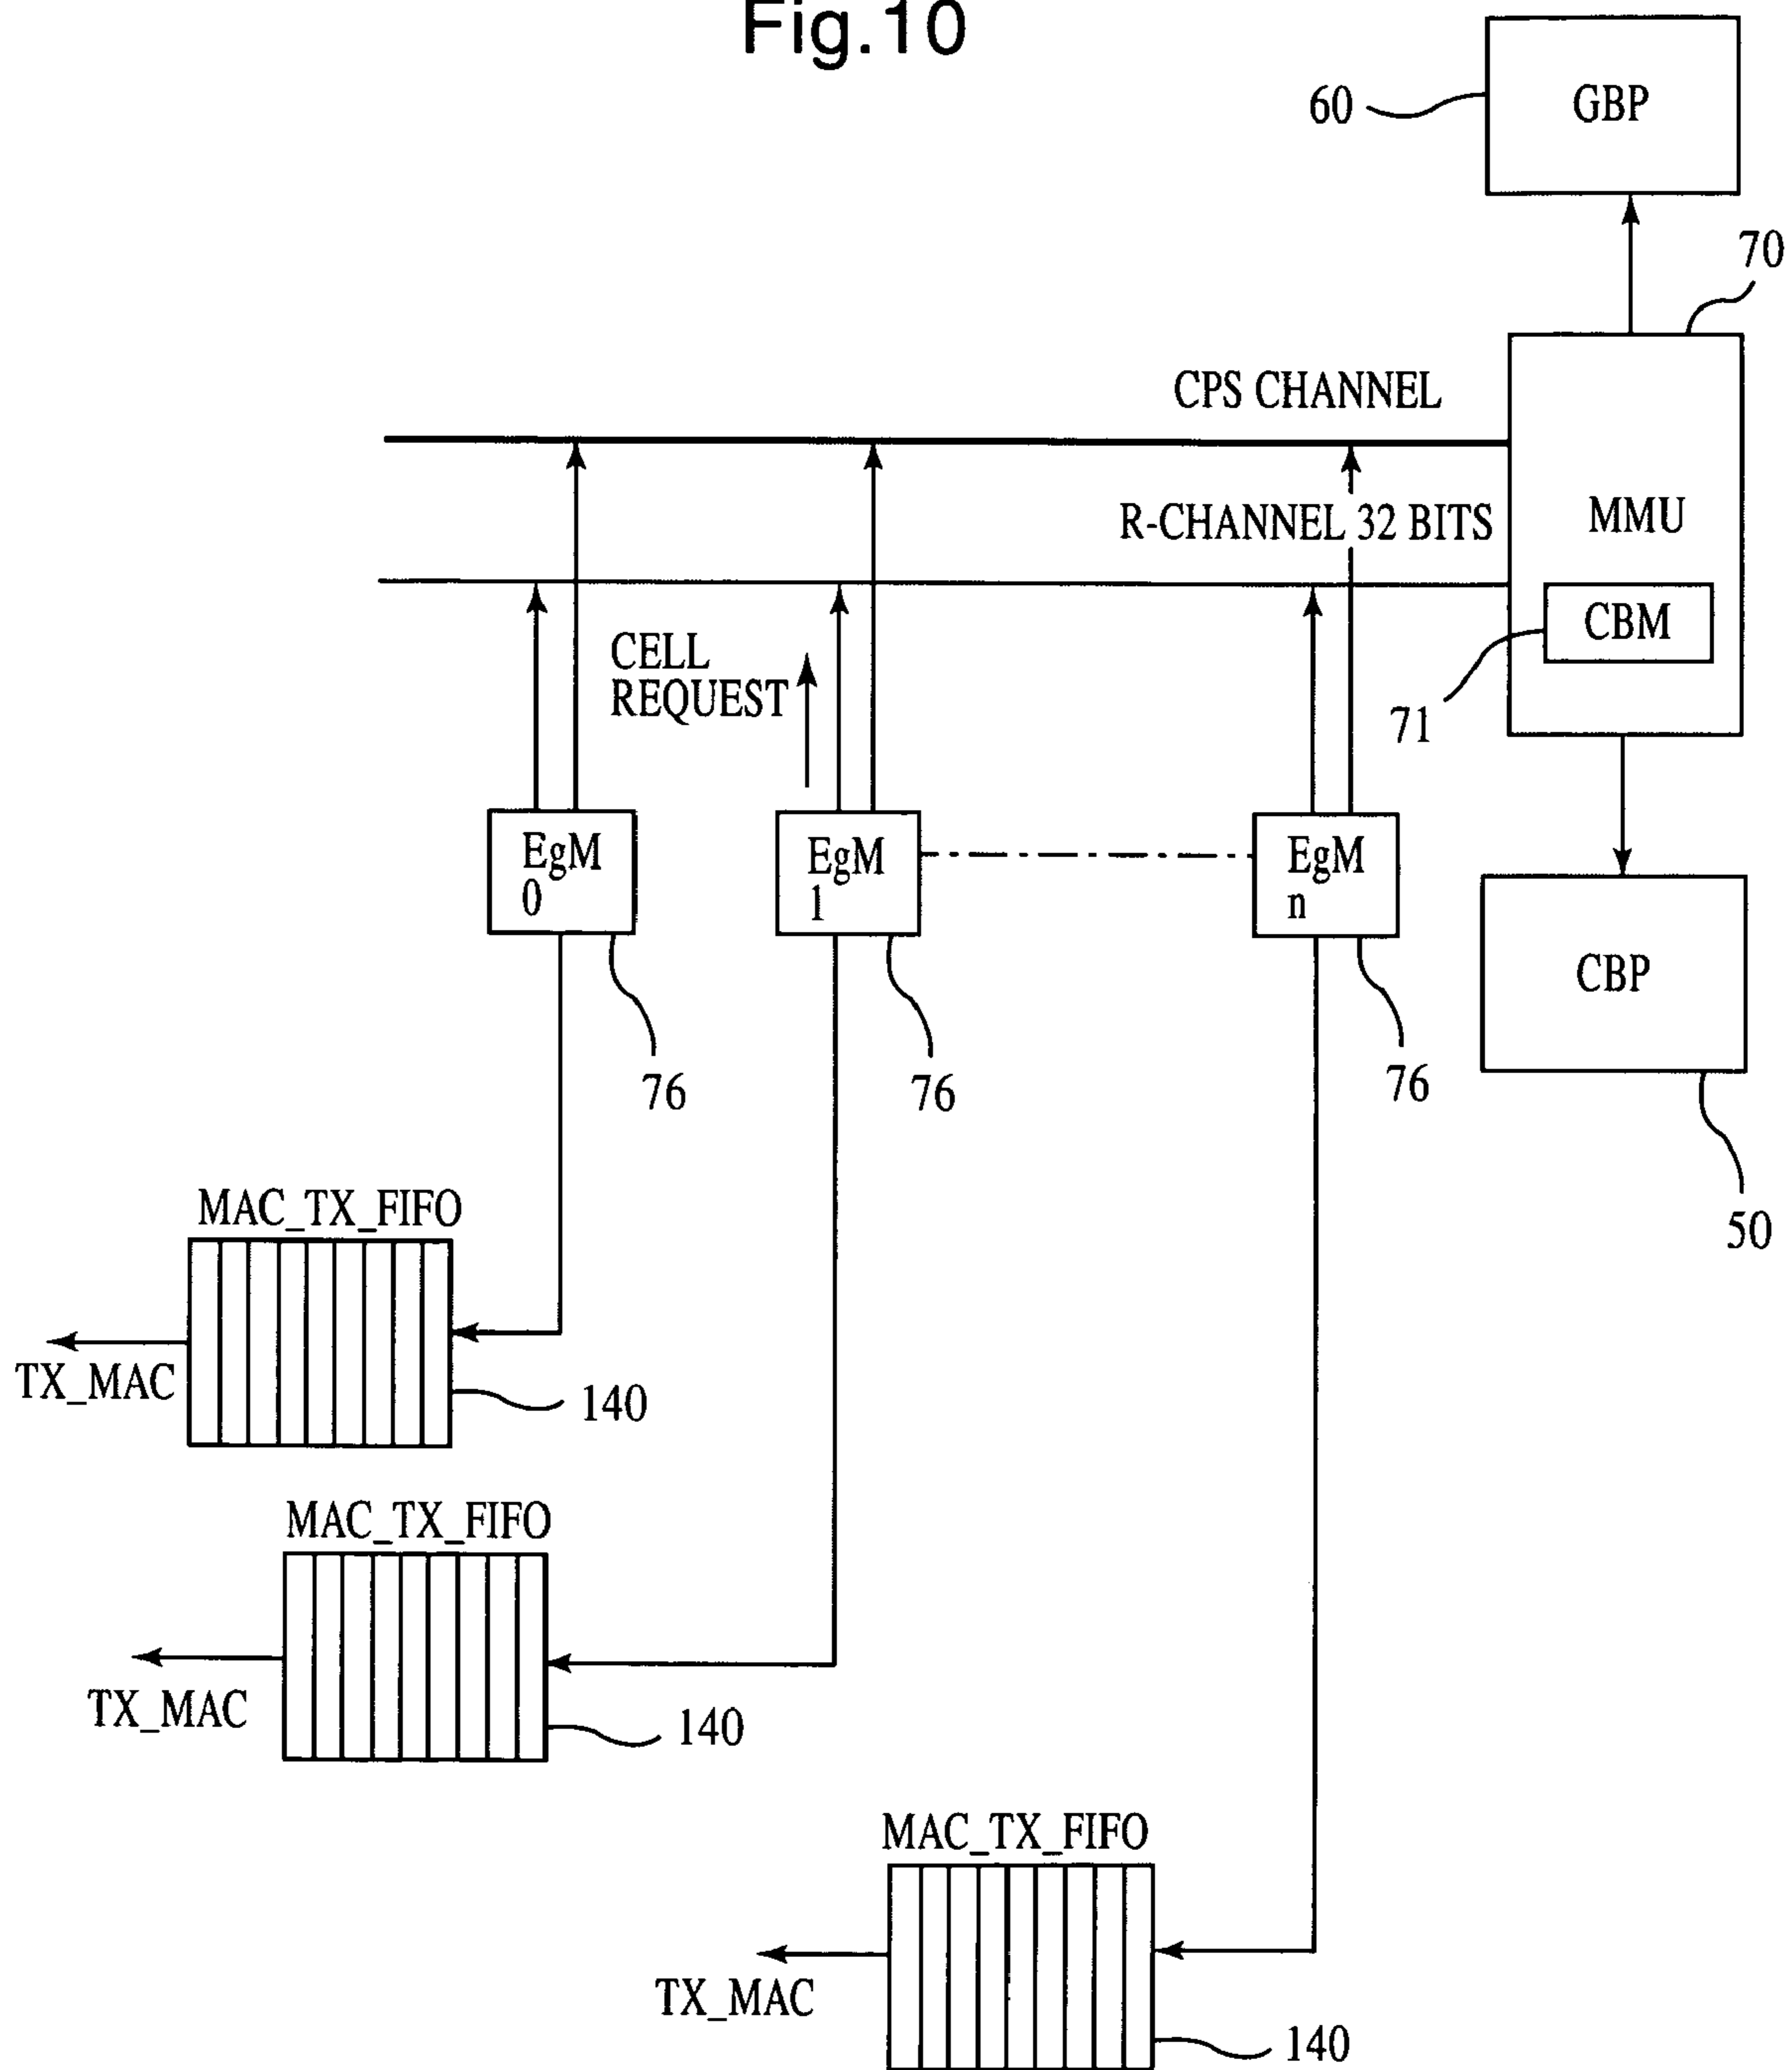 Fig.10
60
GBP
70
CPS CHANNEL
R-CHANNEL 32 BITS
MMU
CBM
71
CELL
REQUEST
EgM
0
EgM
1
EgM
n
76
76
76
CBP
50
MAC_TX_FIFO
TX_MAC
140
MAC_TX_FIFO
TX_MAC
140
MAC_TX_FIFO
TX_MAC
140